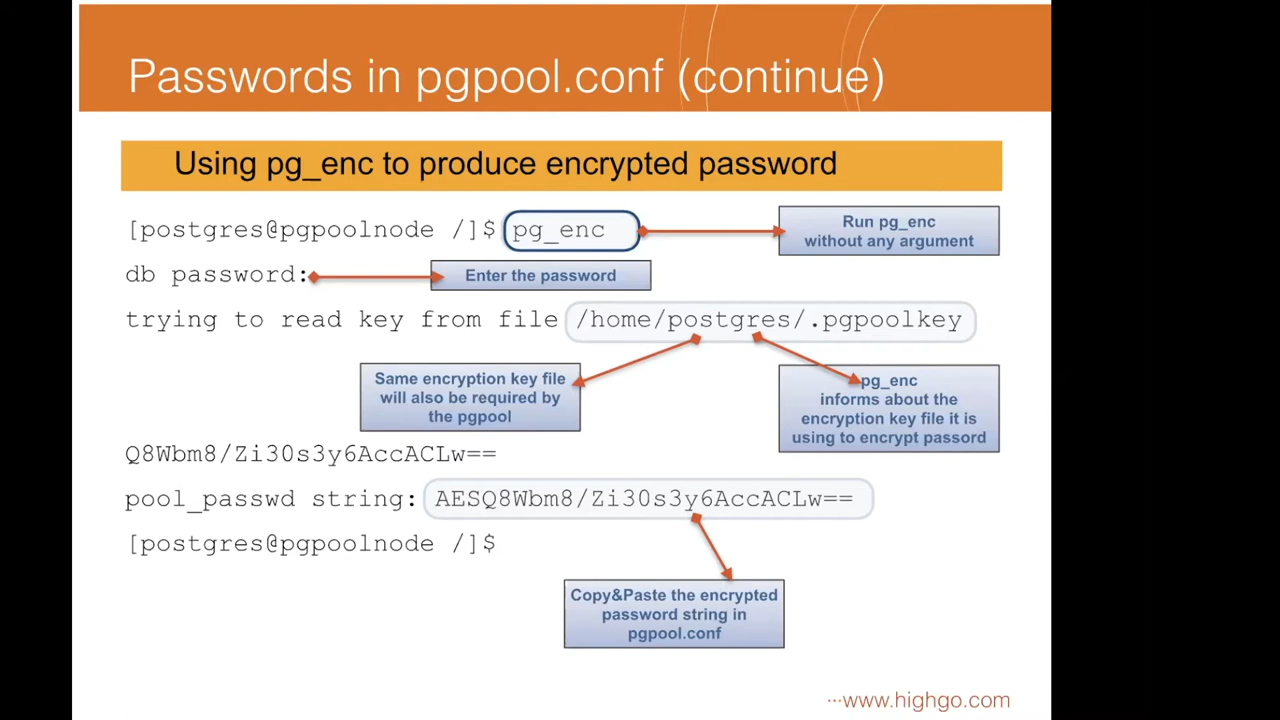 Passwords in pgpool.conf (continue)
Using pg_enc to produce encrypted password
[postgres@pgpoolnode /]$ pg_enc
Run pg_enc
without any argument
db password:
Enter the password
trying to read key from file /home/postgres/.pgpoolkey
Same encryption key file
will also be required by
the pgpool
pg_enc
informs about the
encryption key file it is
using to encrypt passord
Q8Wbm8/Zi30s3y6AccACLw==
pool_passwd string: AESQ8Wbm8/Zi30s3y6AccACLw==
[postgres@pgpoolnode /]$
Copy&Paste the encrypted
password string in
pgpool.conf
···www.highgo.com